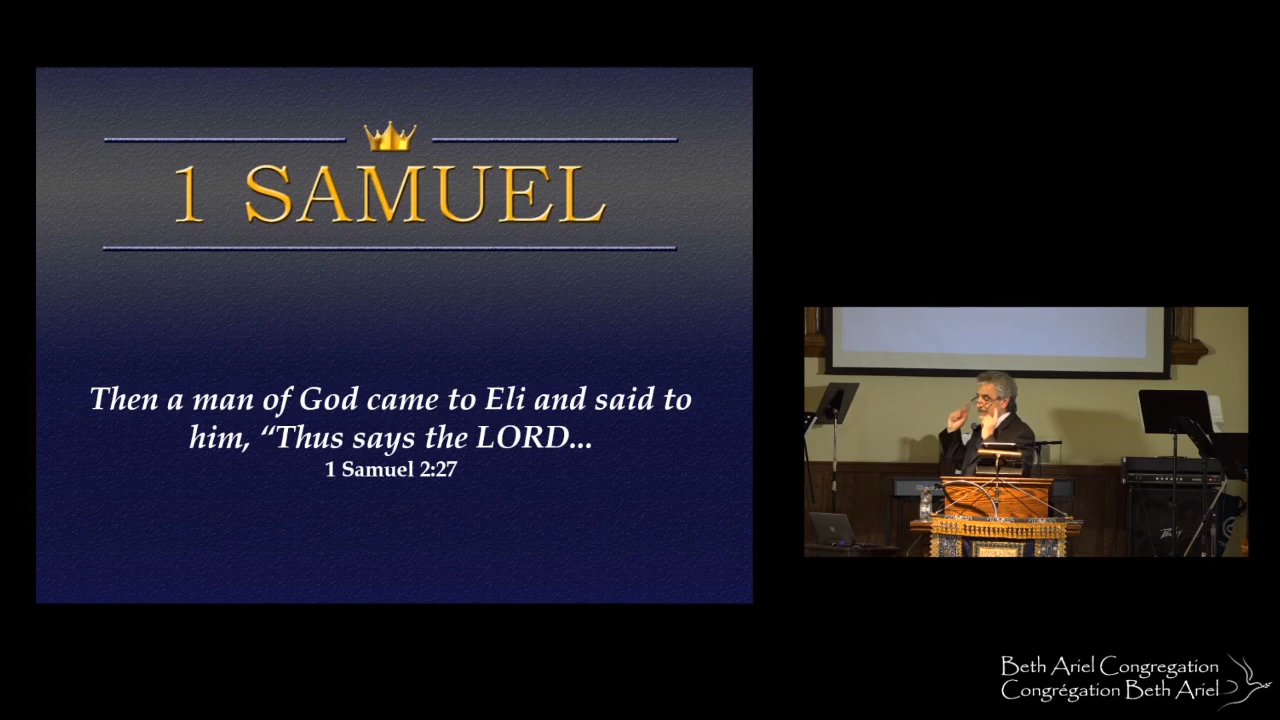 1 SAMUEL
Then a man of God came to Eli and said to
him, “Thus says the LORD...
1 Samuel 2:27
PEAVEY
Beth Ariel Congregation
Congrégation Beth Ariel